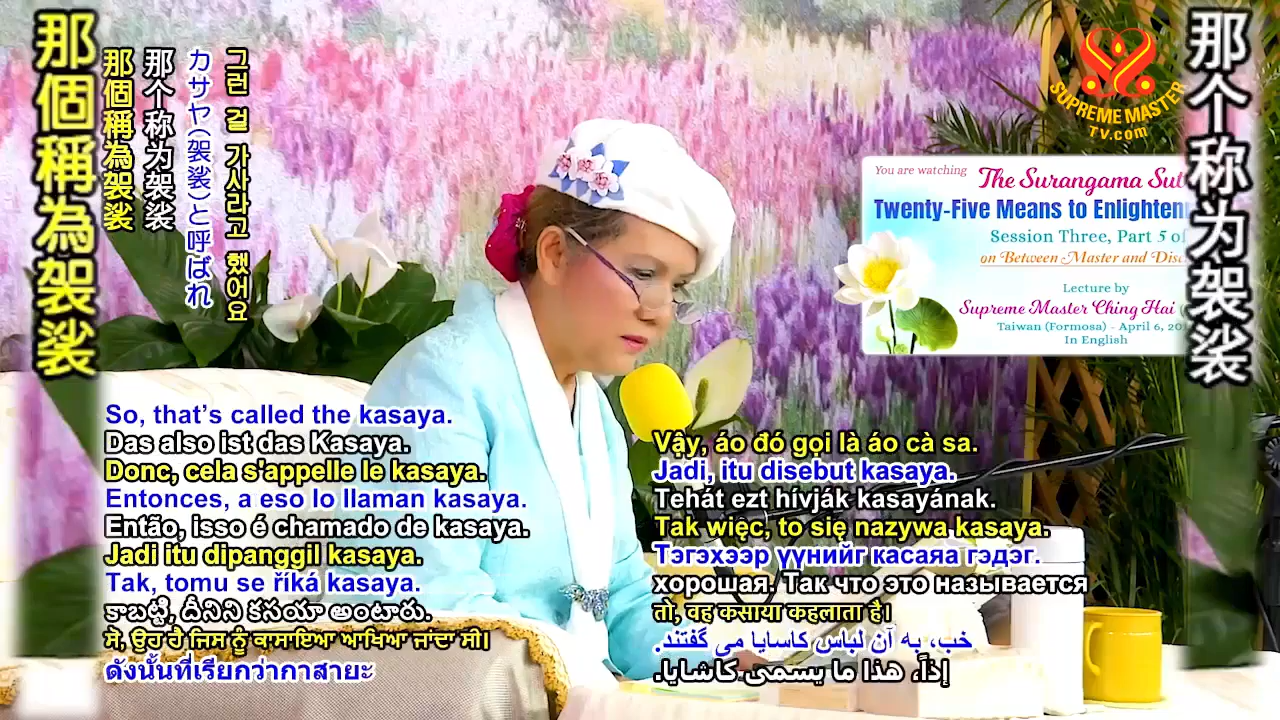 那個稱為袈裟
那個稱為袈裟
那个称为袈裟
カサヤ(袈裟)と呼ばれ
그런 걸 가사라고 했어요
那个称为袈裟
SUPREME MASTER
TV.com
You are watching
The Surangama Sut
Twenty-Five Means to Enlighten
Session Three, Part 5 of
on Between Master and Disc
Lecture by
Supreme Master Ching Hai
Taiwan (Formosa) - April 6, 20
In English
So, that’s called the kasaya.
Das also ist das Kasaya.
Donc, cela s'appelle le kasaya.
Entonces, a eso lo llaman kasaya.
Então, isso é chamado de kasaya.
Jadi itu dipanggil kasaya.
Tak, tomu se říká kasaya.
కాబట్టి, దీనిని కసయా అంటారు.
ਸੋ, ਉਹ ਹੈ ਜਿਸ ਨੂੰ ਕਾਸਾਇਆ ਆਖਿਆ ਜਾਂਦਾ ਸੀ।
ดังนั้นที่เรียกว่ากาสายะ
Vậy, áo đó gọi là áo cà sa.
Jadi, itu disebut kasaya.
Tehát ezt hívják kasayának.
Tak więc, to się nazywa kasaya.
Тэгэхээр үүнийг касаяа гэдэг.
хорошая. Так что это называется
तो, वह कसाया कहलाता है।
خب، به آن لباس کاسایا می گفتند.
إذاً، هذا ما يسمى كاشايا.